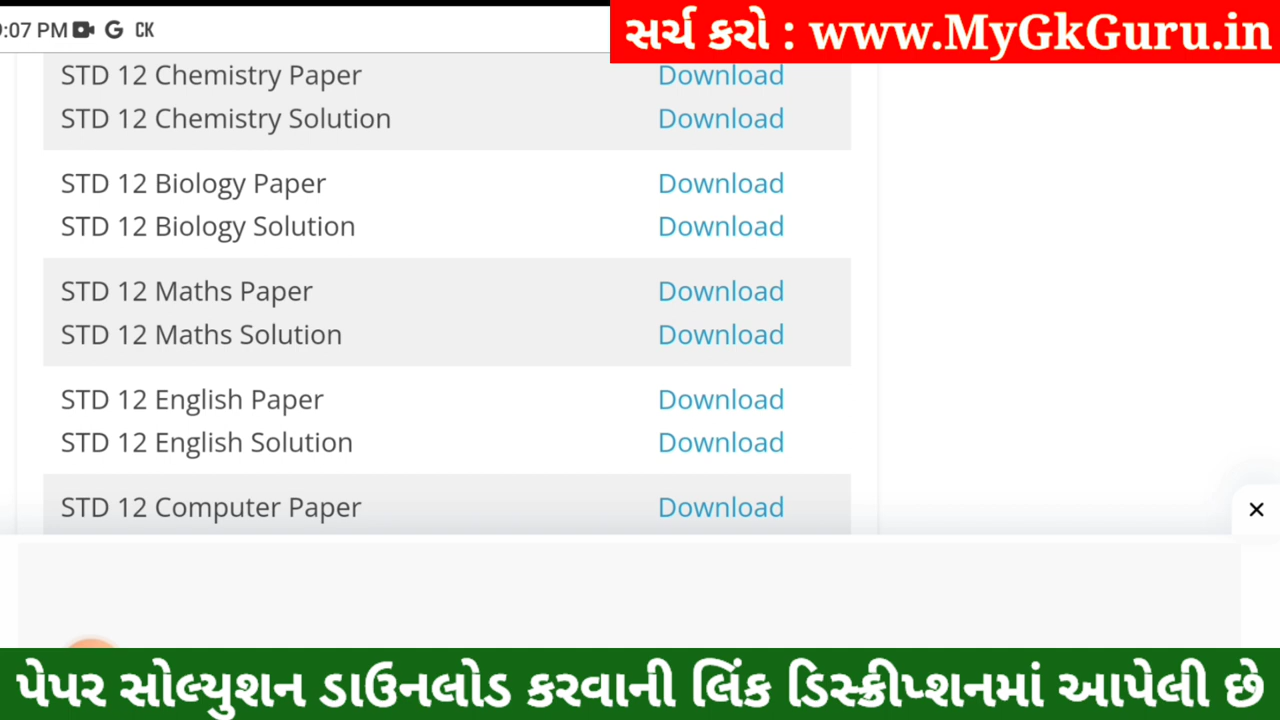 :07 PM G CK
સર્ચ કરો : www.MyGkGuru.in
STD 12 Chemistry Paper Download
STD 12 Chemistry Solution Download
STD 12 Biology Paper Download
STD 12 Biology Solution Download
STD 12 Maths Paper Download
STD 12 Maths Solution Download
STD 12 English Paper Download
STD 12 English Solution Download
STD 12 Computer Paper Download
પેપર સોલ્યુશન ડાઉનલોડ કરવાની લિંક ડિસ્ક્રીપ્શનમાં આપેલી છે